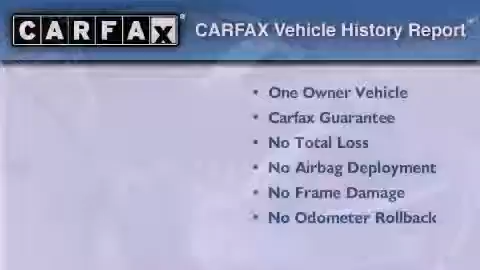 CARFAX® CARFAX Vehicle History Report
• One Owner Vehicle
• Carfax Guarantee
• No Total Loss
• No Airbag Deployment
• No Frame Damage
• No Odometer Rollback